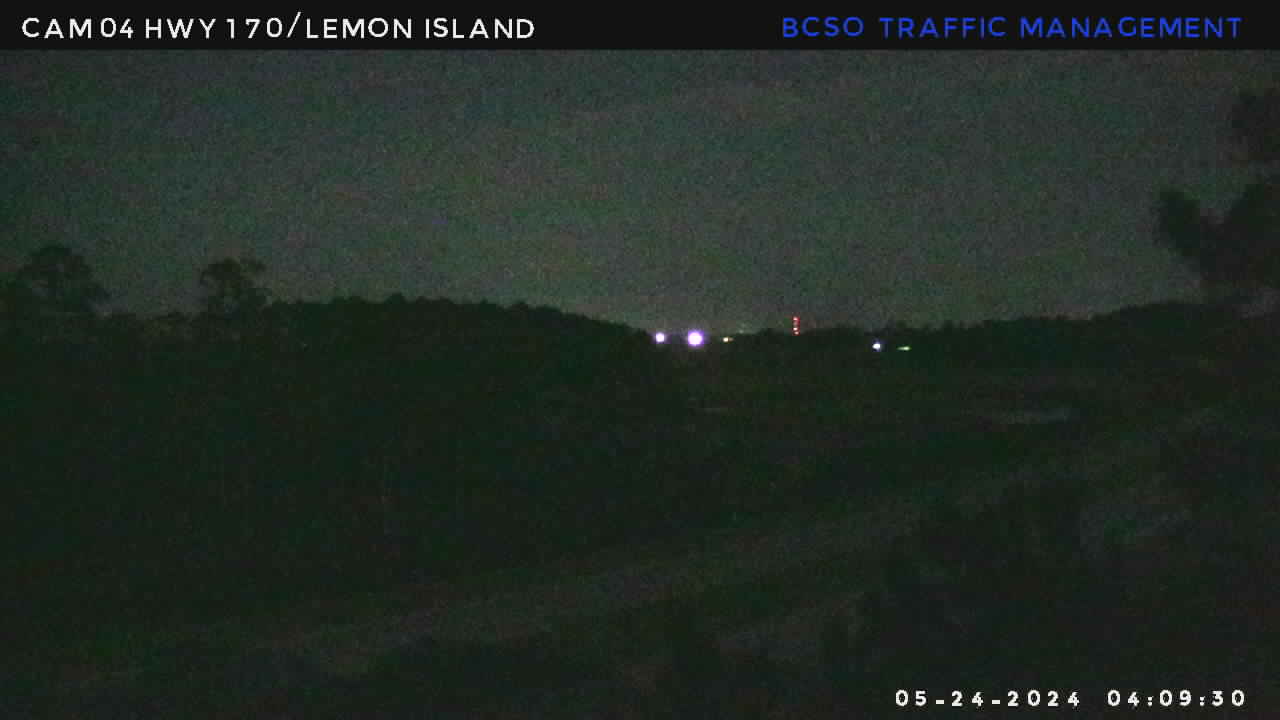 CAM04 HWY 170/LEMON ISLAND
BCSO TRAFFIC MANAGEMENT
05-24-2024 04:09:30